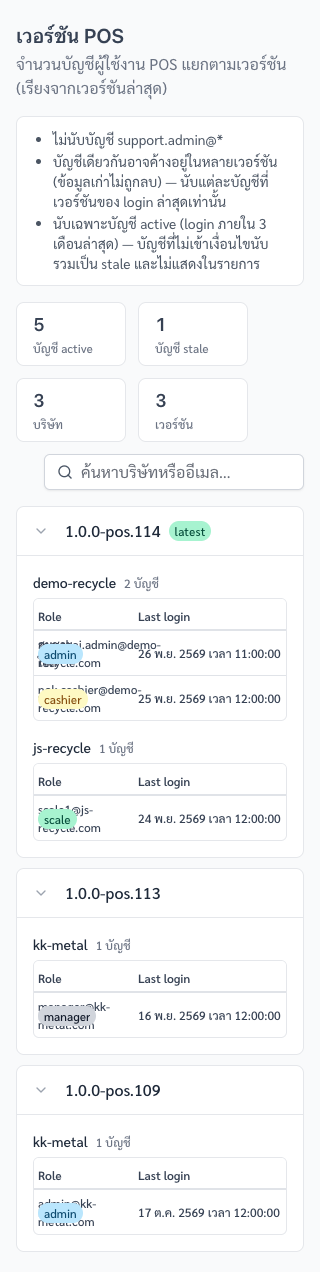 เวอร์ชัน POS
จำนวนบัญชีผู้ใช้งาน POS แยกตามเวอร์ชัน
(เรียงจากเวอร์ชันล่าสุด)
ไม่นับบัญชี support.admin@*
บัญชีเดียวกันอาจค้างอยู่ในหลายเวอร์ชัน
(ข้อมูลเก่าไม่ถูกลบ) — นับแต่ละบัญชีที่
เวอร์ชันของ login ล่าสุดเท่านั้น
นับเฉพาะบัญชี active (login ภายใน 3
เดือนล่าสุด) — บัญชีที่ไม่เข้าเงื่อนไขนับ
รวมเป็น stale และไม่แสดงในรายการ
5 1
บัญชี active บัญชี stale
3 3
บริษัท เวอร์ชัน
ค้นหาบริษัทหรืออีเมล...
1.0.0-pos.114 latest
demo-recycle 2 บัญชี
Role Last login
admin 26 พ.ย. 2569 เวลา 11:00:00
cashier 25 พ.ย. 2569 เวลา 12:00:00
js-recycle 1 บัญชี
Role Last login
scale 24 พ.ย. 2569 เวลา 12:00:00
1.0.0-pos.113
kk-metal 1 บัญชี
Role Last login
manager 16 พ.ย. 2569 เวลา 12:00:00
1.0.0-pos.109
kk-metal 1 บัญชี
Role Last login
admin 17 ต.ค. 2569 เวลา 12:00:00